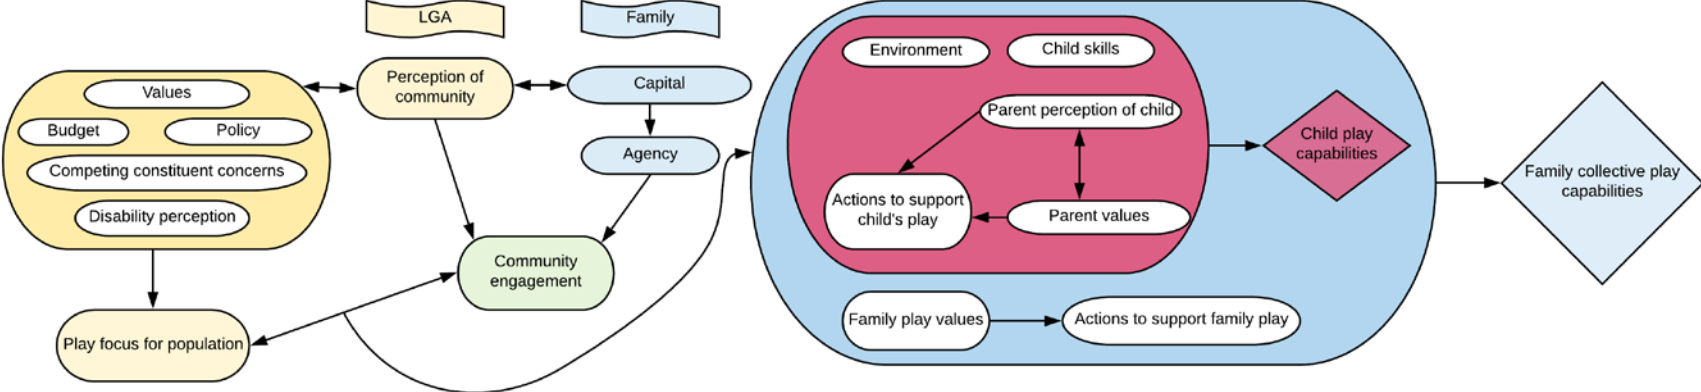 LGA
Family
Values
Budget
Policy
Competing constituent concerns
Disability perception
Perception of
community
Capital
Agency
Community
engagement
Play focus for population
Environment
Child skills
Parent perception of child
Actions to support
child's play
Parent values
Family play values
Actions to support family play
Child play
capabilities
Family collective play
capabilities